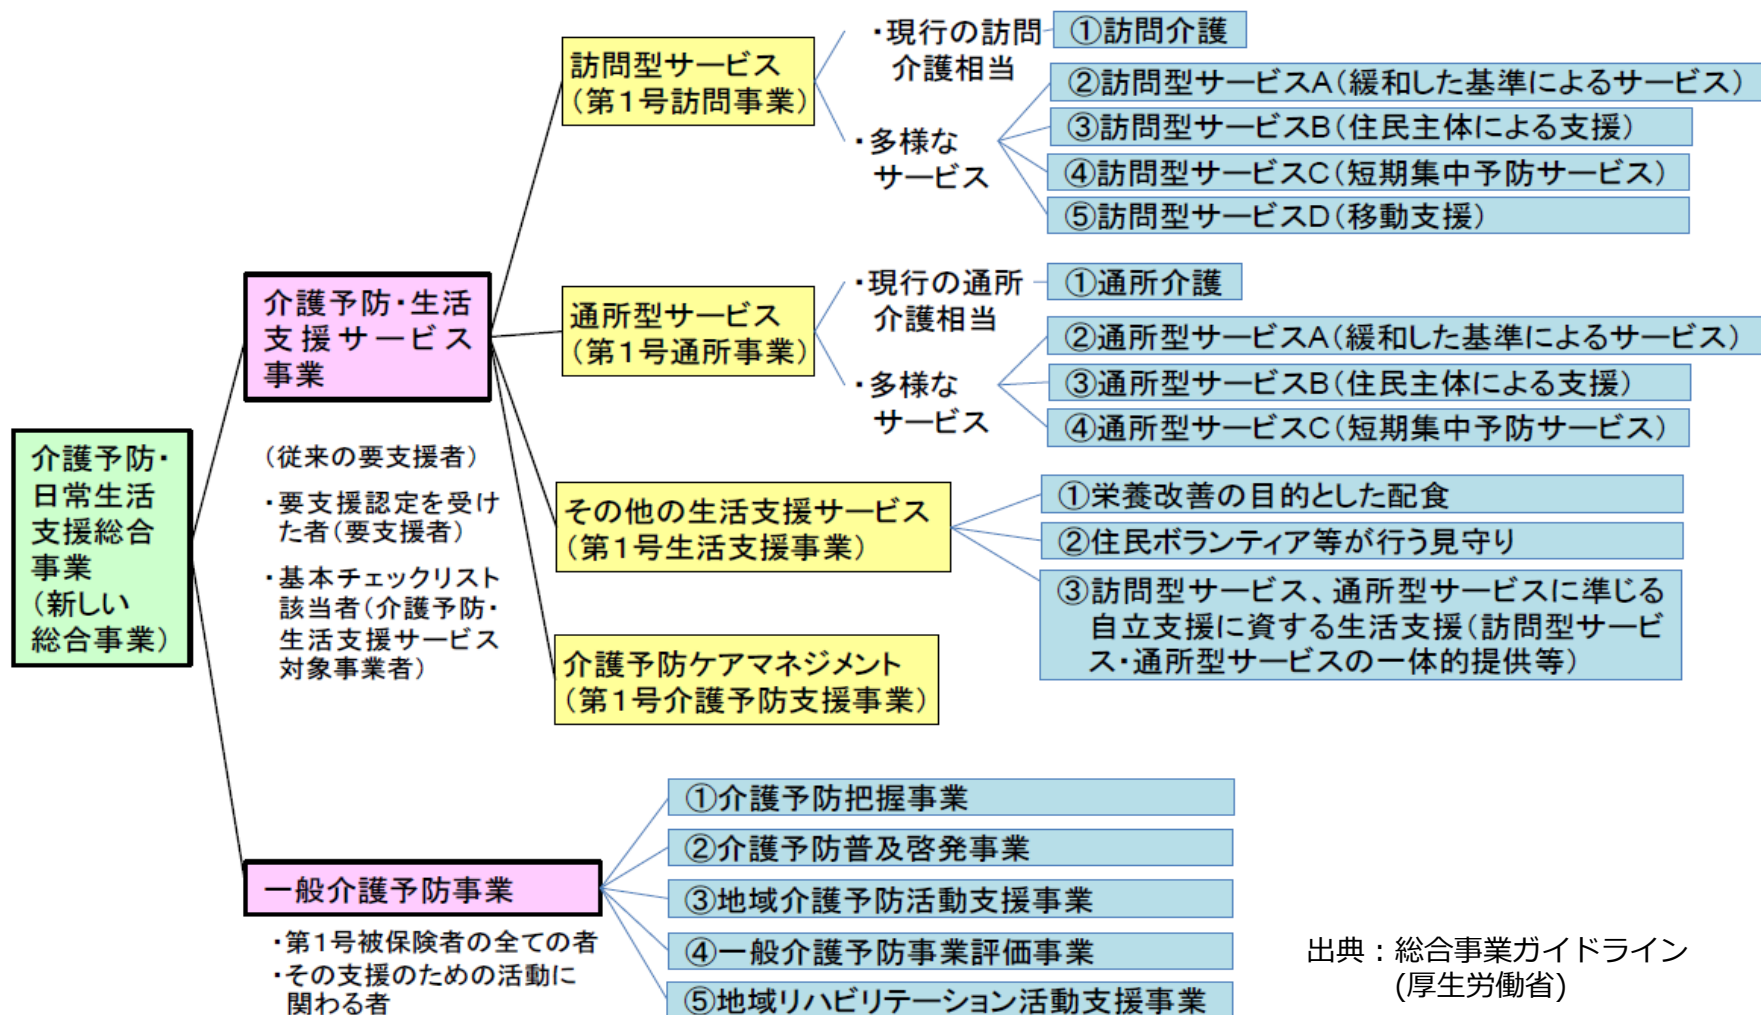 介護予防・
日常生活
支援総合
事業
（新しい
総合事業）
介護予防・生活
支援サービス
事業
（従来の要支援者）
・要支援認定を受け
た者（要支援者）
・基本チェックリスト
該当者（介護予防・
生活支援サービス
対象事業者）
訪問型サービス
（第１号訪問事業）
・現行の訪問
介護相当
①訪問介護
・多様な
サービス
②訪問型サービスA（緩和した基準によるサービス）
③訪問型サービスB（住民主体による支援）
④訪問型サービスC（短期集中予防サービス）
⑤訪問型サービスD（移動支援）
通所型サービス
（第１号通所事業）
・現行の通所
介護相当
①通所介護
・多様な
サービス
②通所型サービスA（緩和した基準によるサービス）
③通所型サービスB（住民主体による支援）
④通所型サービスC（短期集中予防サービス）
その他の生活支援サービス
（第１号生活支援事業）
①栄養改善の目的とした配食
②住民ボランティア等が行う見守り
③訪問型サービス、通所型サービスに準じる
自立支援に資する生活支援（訪問型サービ
ス・通所型サービスの一体的提供等）
介護予防ケアマネジメント
（第１号介護予防支援事業）
一般介護予防事業
・第１号被保険者の全ての者
・その支援のための活動に
関わる者
①介護予防把握事業
②介護予防普及啓発事業
③地域介護予防活動支援事業
④一般介護予防事業評価事業
⑤地域リハビリテーション活動支援事業
出典：総合事業ガイドライン
(厚生労働省)